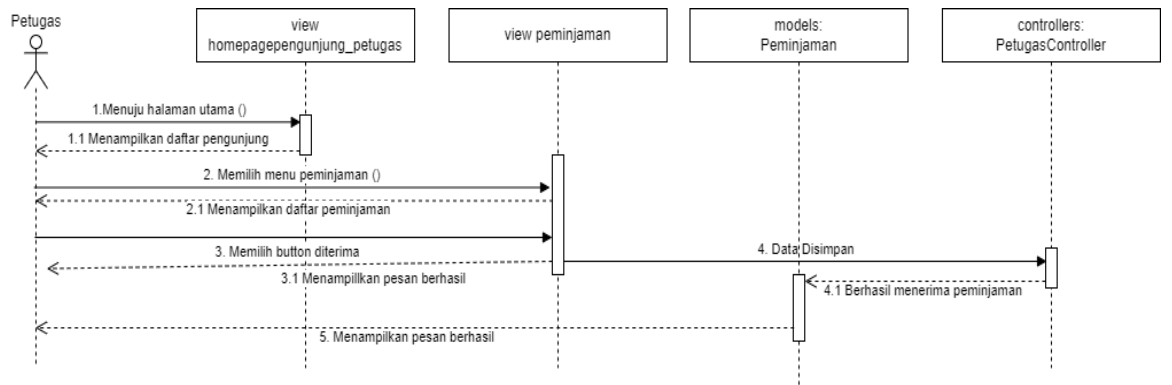 Petugas
view
homepagepengunjung_petugas
view peminjaman
models:
Peminjaman
controllers:
PetugasController
1.Menuju halaman utama ()
1.1 Menampilkan daftar pengunjung
2. Memilih menu peminjaman ()
2.1 Menampilkan daftar peminjaman
3. Memilih button diterima
4. Data Disimpan
3.1 Menampillkan pesan berhasil
4.1 Berhasil menerima peminjaman
5. Menampilkan pesan berhasil